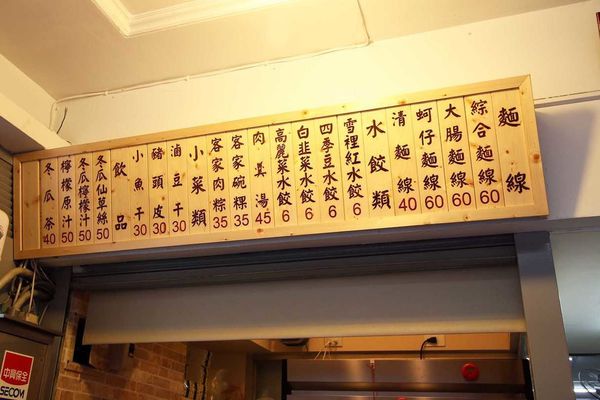 麵線
綜合麵線 60
大腸麵線 60
蚵仔麵線 60
清麵線 40
水餃類
雪裡紅水餃 6
四季豆水餃 6
白韮菜水餃 6
高麗菜水餃 6
肉羹湯 45
客家碗粿 35
客家肉粽 35
小菜類
滷豆干 30
豬頭皮 30
小魚干 30
飲品
冬瓜仙草絲 50
冬瓜檸檬汁 50
檸檬原汁 50
冬瓜茶 40
中興保全
SECOM